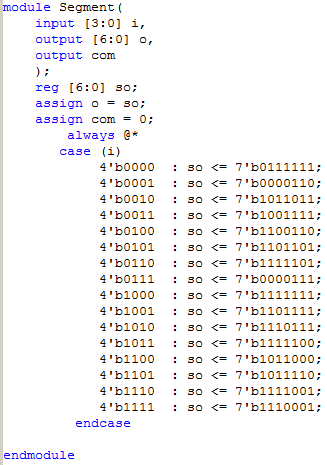 module Segment(
input [3:0] i,
output [6:0] o,
output com
);
reg [6:0] so;
assign o = so;
assign com = 0;
always @*
case (i)
4'b0000 : so <= 7'b0111111;
4'b0001 : so <= 7'b0000110;
4'b0010 : so <= 7'b1011011;
4'b0011 : so <= 7'b1001111;
4'b0100 : so <= 7'b1100110;
4'b0101 : so <= 7'b1101101;
4'b0110 : so <= 7'b1111101;
4'b0111 : so <= 7'b0000111;
4'b1000 : so <= 7'b1111111;
4'b1001 : so <= 7'b1101111;
4'b1010 : so <= 7'b1110111;
4'b1011 : so <= 7'b1111100;
4'b1100 : so <= 7'b1011000;
4'b1101 : so <= 7'b1011110;
4'b1110 : so <= 7'b1111001;
4'b1111 : so <= 7'b1110001;
endcase
endmodule